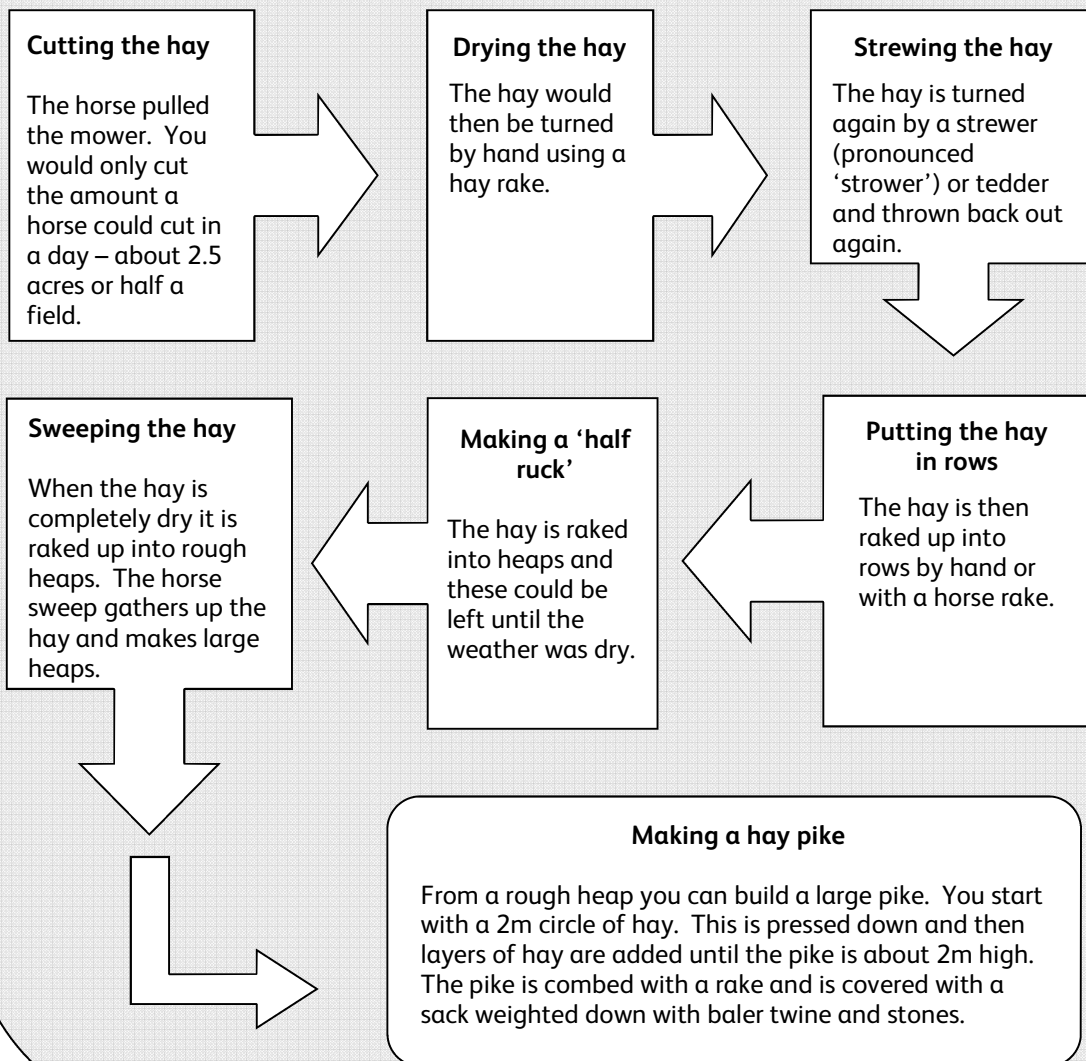 Cutting the hay
The horse pulled
the mower. You
would only cut
the amount a
horse could cut in
a day – about 2.5
acres or half a
field.
Drying the hay
The hay would
then be turned
by hand using a
hay rake.
Strewing the hay
The hay is turned
again by a strewer
(pronounced
‘strower’) or tedder
and thrown back out
again.
Putting the hay
in rows
The hay is then
raked up into
rows by hand or
with a horse rake.
Making a ‘half
ruck’
The hay is raked
into heaps and
these could be
left until the
weather was dry.
Sweeping the hay
When the hay is
completely dry it is
raked up into rough
heaps. The horse
sweep gathers up the
hay and makes large
heaps.
Making a hay pike
From a rough heap you can build a large pike. You start
with a 2m circle of hay. This is pressed down and then
layers of hay are added until the pike is about 2m high.
The pike is combed with a rake and is covered with a
sack weighted down with baler twine and stones.